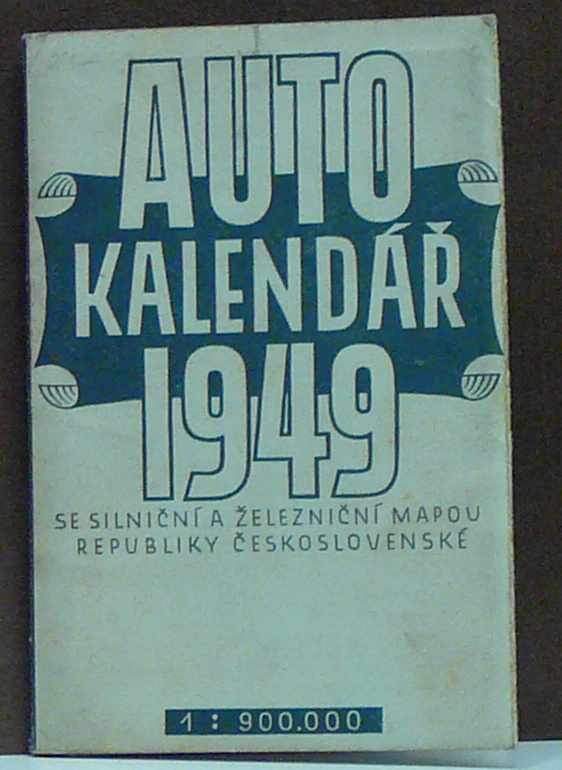 AUTO
KALENDÁŘ
1949
SE SILNIČNÍ A ŽELEZNIČNÍ MAPOU
REPUBLIKY ČESKOSLOVENSKÉ
1 : 900.000